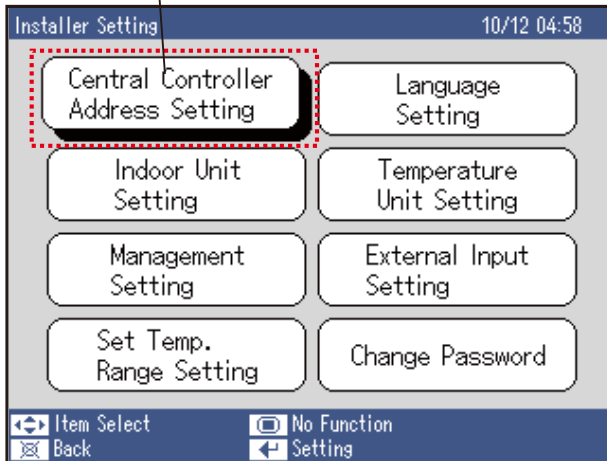 Installer Setting 10/12 04:58
Central Controller
Address Setting
Language
Setting
Indoor Unit
Setting
Temperature
Unit Setting
Management
Setting
External Input
Setting
Set Temp.
Range Setting
Change Password
Item Select No Function
Back Setting